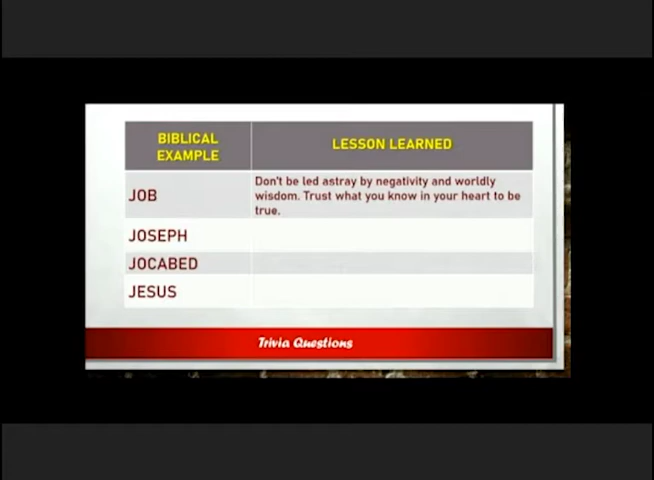 BIBLICAL
EXAMPLE
LESSON LEARNED
JOB
Don't be led astray by negativity and worldly
wisdom. Trust what you know in your heart to be
true.
JOSEPH
JOCABED
JESUS
Trivia Questions